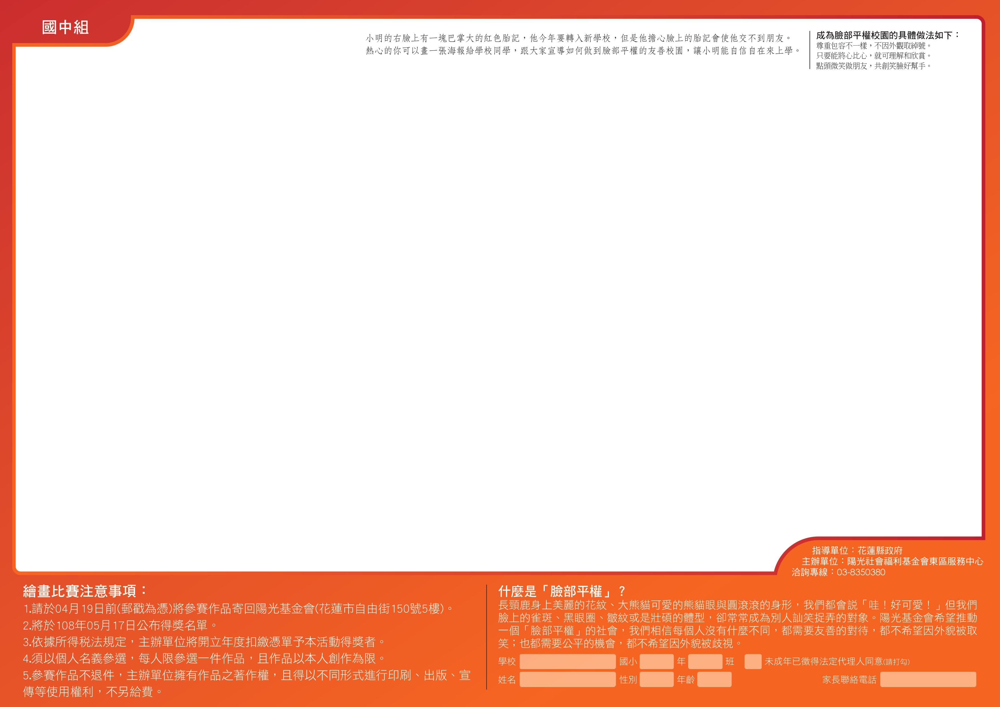 國中組
小明的右臉上有一塊巴掌大的紅色胎記，他今年要轉入新學校，但是他擔心臉上的胎記會使他交不到朋友。
熱心的你可以畫一張海報給學校同學，跟大家宣導如何做到臉部平權的友善校園，讓小明能自信自在來上學。
成為臉部平權校園的具體做法如下：
尊重包容不一樣，不因外觀取綽號。
只要能將心比心，就可理解和欣賞。
點頭微笑做朋友，共創笑臉好幫手。
指導單位：花蓮縣政府
主辦單位：陽光社會福利基金會東區服務中心
洽詢專線：03-8350380
繪畫比賽注意事項：
1.請於04月19日前(郵戳為憑)將參賽作品寄回陽光基金會(花蓮市自由街150號5樓)。
2.將於108年05月17日公布得獎名單。
3.依據所得稅法規定，主辦單位將開立年度扣繳憑單予本活動得獎者。
4.須以個人名義參選，每人限參選一件作品，且作品以本人創作為限。
5.參賽作品不退件，主辦單位擁有作品之著作權，且得以不同形式進行印刷、出版、宣
傳等使用權利，不另給費。
什麼是「臉部平權」？
長頸鹿身上美麗的花紋、大熊貓可愛的熊貓眼與圓滾滾的身形，我們都會説「哇！好可愛！」但我們
臉上的雀斑、黑眼圈、皺紋或是壯碩的體型，卻常常成為別人訕笑捉弄的對象。陽光基金會希望推動
一個「臉部平權」的社會，我們相信每個人沒有什麼不同，都需要友善的對待，都不希望因外貌被取
笑；也都需要公平的機會，都不希望因外貌被歧視。
學校 國小 年 班 未成年已徵得法定代理人同意(請打勾)
姓名 性別 年齡 家長聯絡電話